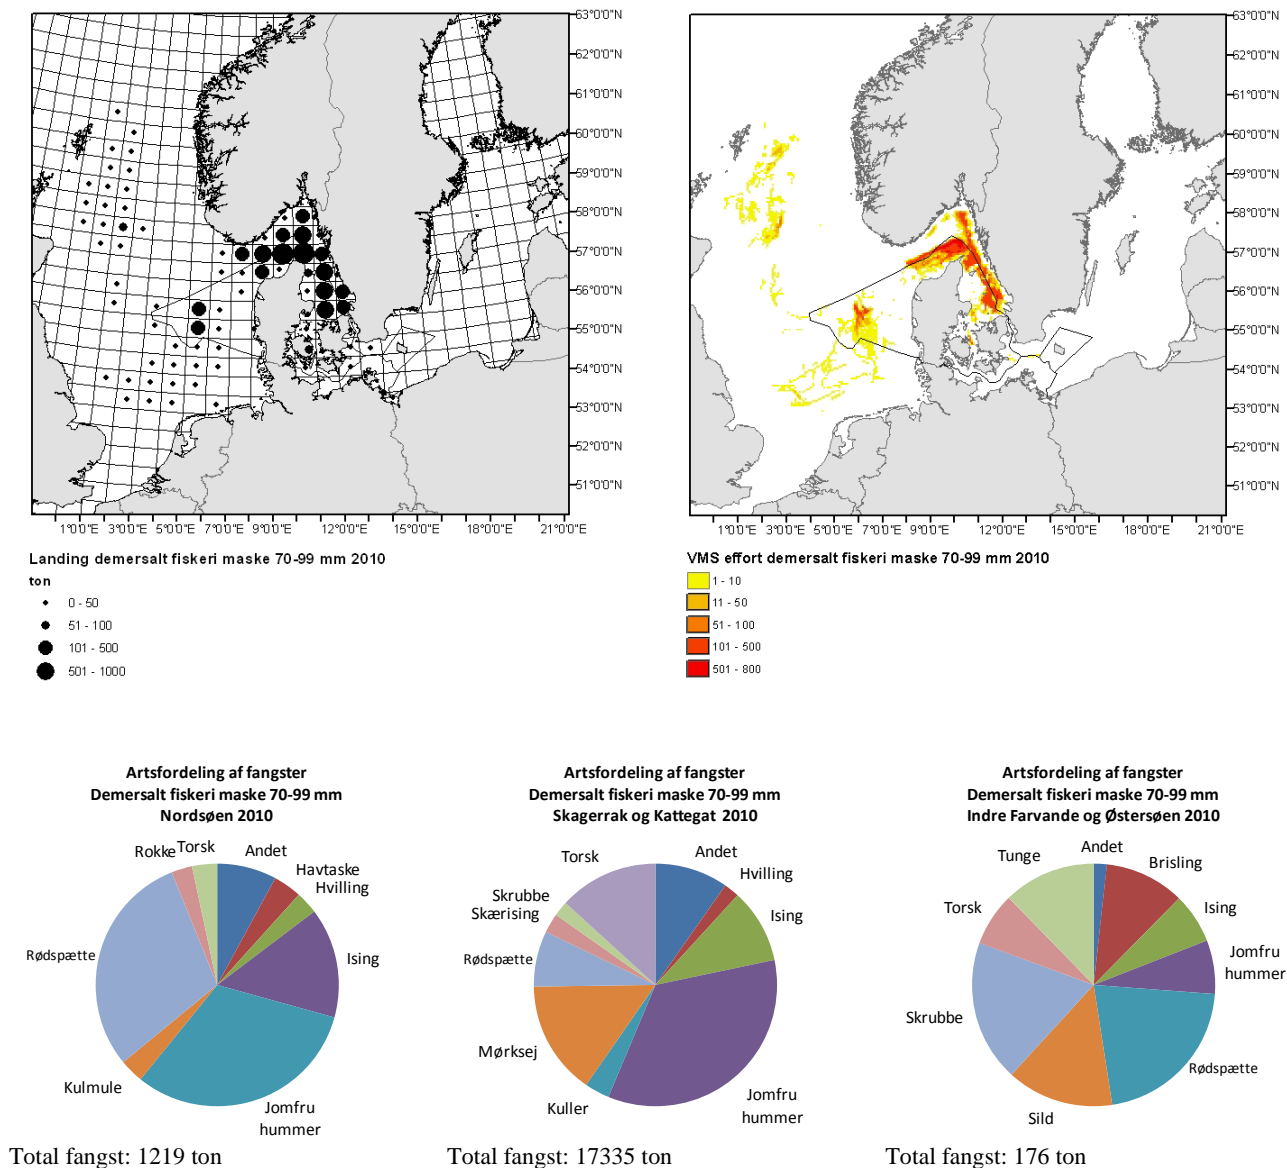 63°0'0"N
62°0'0"N
61°0'0"N
60°0'0"N
59°0'0"N
58°0'0"N
57°0'0"N
56°0'0"N
55°0'0"N
54°0'0"N
53°0'0"N
52°0'0"N
51°0'0"N
1°0'0"E 3°0'0"E 5°0'0"E 7°0'0"E 9°0'0"E 12°0'0"E 15°0'0"E 18°0'0"E 21°0'0"E
Landing demersalt fiskeri maske 70-99 mm 2010
ton
0 - 50
51 - 100
101 - 500
501 - 1000
63°0'0"N
62°0'0"N
61°0'0"N
60°0'0"N
59°0'0"N
58°0'0"N
57°0'0"N
56°0'0"N
55°0'0"N
54°0'0"N
53°0'0"N
52°0'0"N
51°0'0"N
1°0'0"E 3°0'0"E 5°0'0"E 7°0'0"E 9°0'0"E 12°0'0"E 15°0'0"E 18°0'0"E 21°0'0"E
VMS effort demersalt fiskeri maske 70-99 mm 2010
1 - 10
11 - 50
51 - 100
101 - 500
501 - 800
Artsfordeling af fangster
Demersalt fiskeri maske 70-99 mm
Nordsøen 2010
Rokke
Torsk
Andet
Havtaske
Hvilling
Ising
Rødspætte
Kulmule
Jomfru
hummer
Total fangst: 1219 ton
Artsfordeling af fangster
Demersalt fiskeri maske 70-99 mm
Skagerrak og Kattegat 2010
Torsk
Andet
Hvilling
Skrubbe
Skærising
Ising
Rødspætte
Mørksej
Kuller
Jomfru
hummer
Total fangst: 17335 ton
Artsfordeling af fangster
Demersalt fiskeri maske 70-99 mm
Indre Farvande og Østersøen 2010
Andet
Tunge
Brisling
Torsk
Ising
Jomfru
hummer
Skrubbe
Rødspætte
Sild
Total fangst: 176 ton